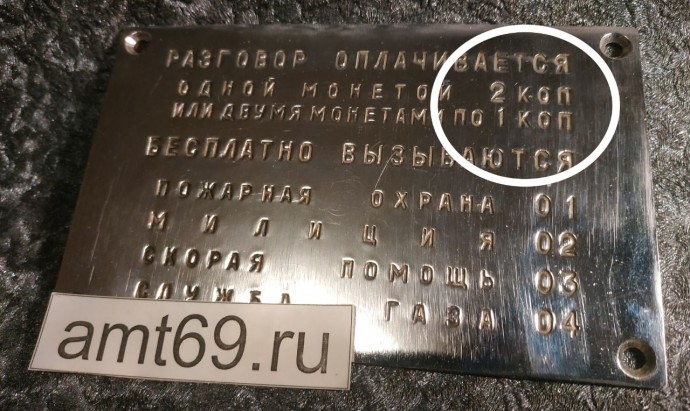 РАЗГОВОР ОПЛАЧИВАЕТСЯ
ОДНОЙ МОНЕТОЙ 2 КОП
ИЛИ ДВУМЯ МОНЕТАМИ ПО 1 КОП
БЕСПЛАТНО ВЫЗЫВАЮТСЯ
ПОЖАРНАЯ ОХРАНА 01
МИЛИЦИЯ 02
СКОРАЯ ПОМОЩЬ 03
СЛУЖБА ГАЗА 04
amt69.ru